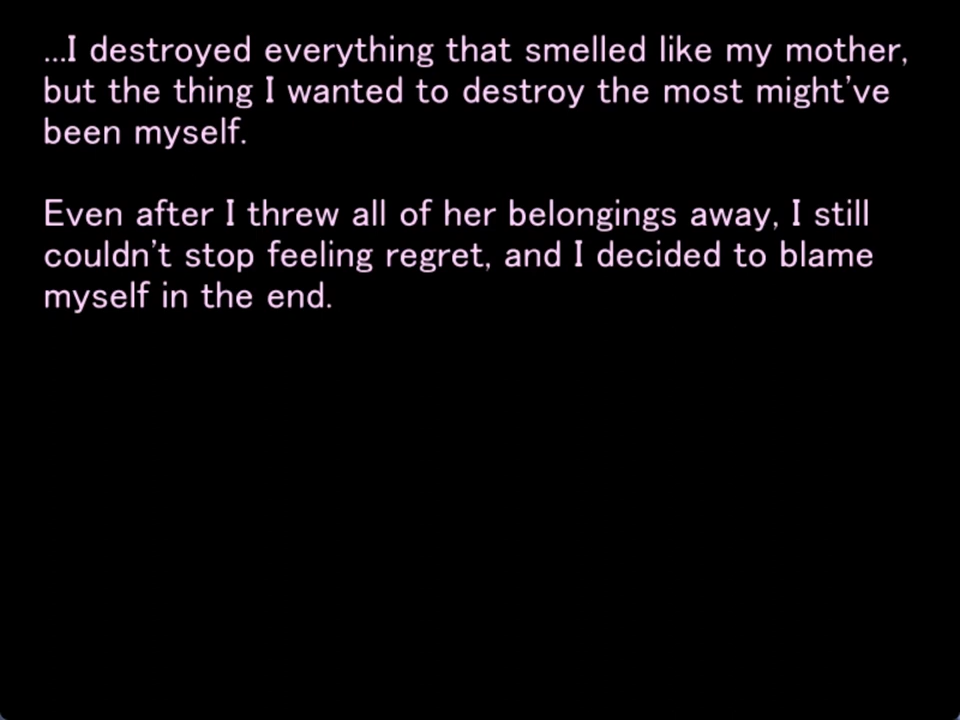 ...I destroyed everything that smelled like my mother,
but the thing I wanted to destroy the most might've
been myself.
Even after I threw all of her belongings away, I still
couldn't stop feeling regret, and I decided to blame
myself in the end.